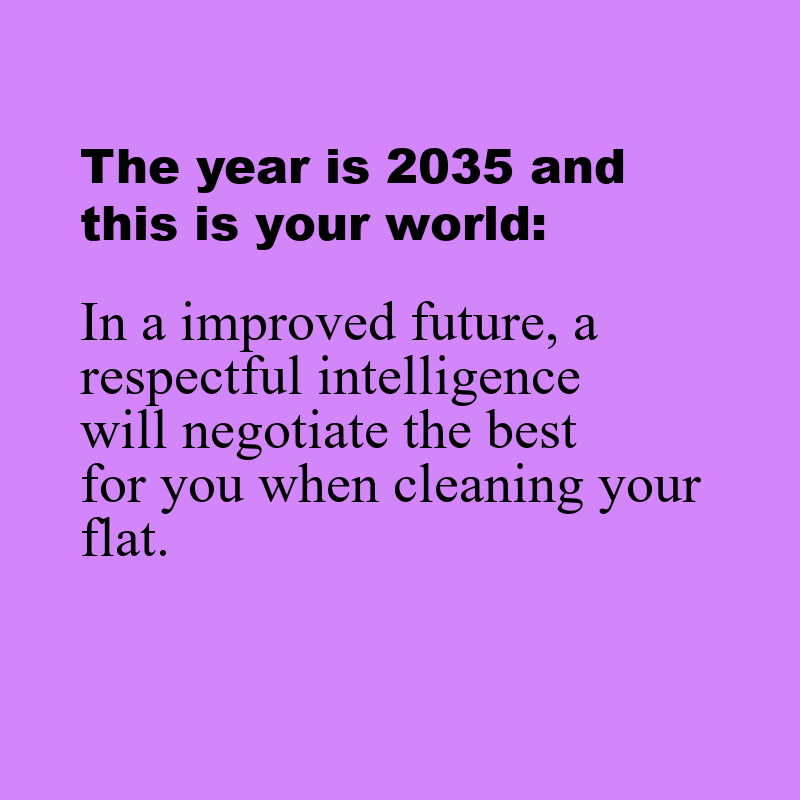 The year is 2035 and
this is your world:
In a improved future, a
respectful intelligence
will negotiate the best
for you when cleaning your
flat.